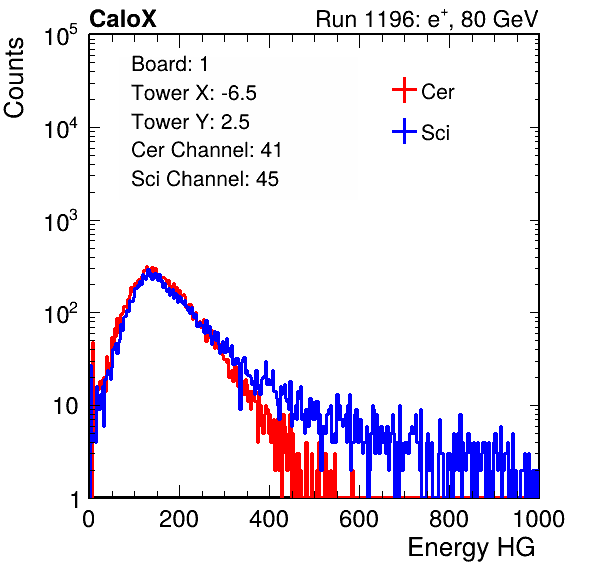 CaloX Run 1196: e⁺, 80 GeV
Counts
10⁵
10⁴
10³
10²
10
1
Board: 1
Tower X: -6.5
Tower Y: 2.5
Cer Channel: 41
Sci Channel: 45
Cer
Sci
0 200 400 600 800 1000
Energy HG